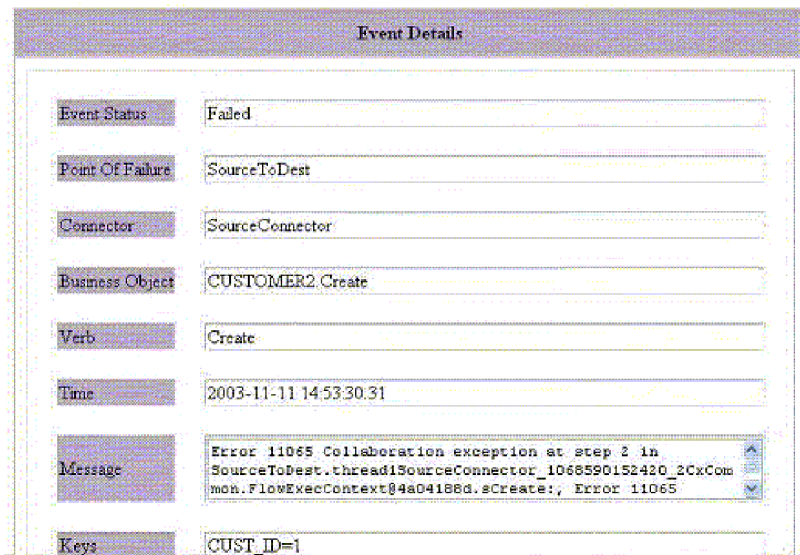 Event Details
Event Status Failed
Point Of Failure SourceToDest
Connector SourceConnector
Business Object CUSTOMER2.Create
Verb Create
Time 2003-11-11 14:53:30.31
Message Error 11065 Collaboration exception at step 2 in
SourceToDest.thread1SourceConnector_1068590152420_2CxCom
mon.FlowExecContext@4a04188d.sCreate:, Error 11065
Keys CUST_ID=1